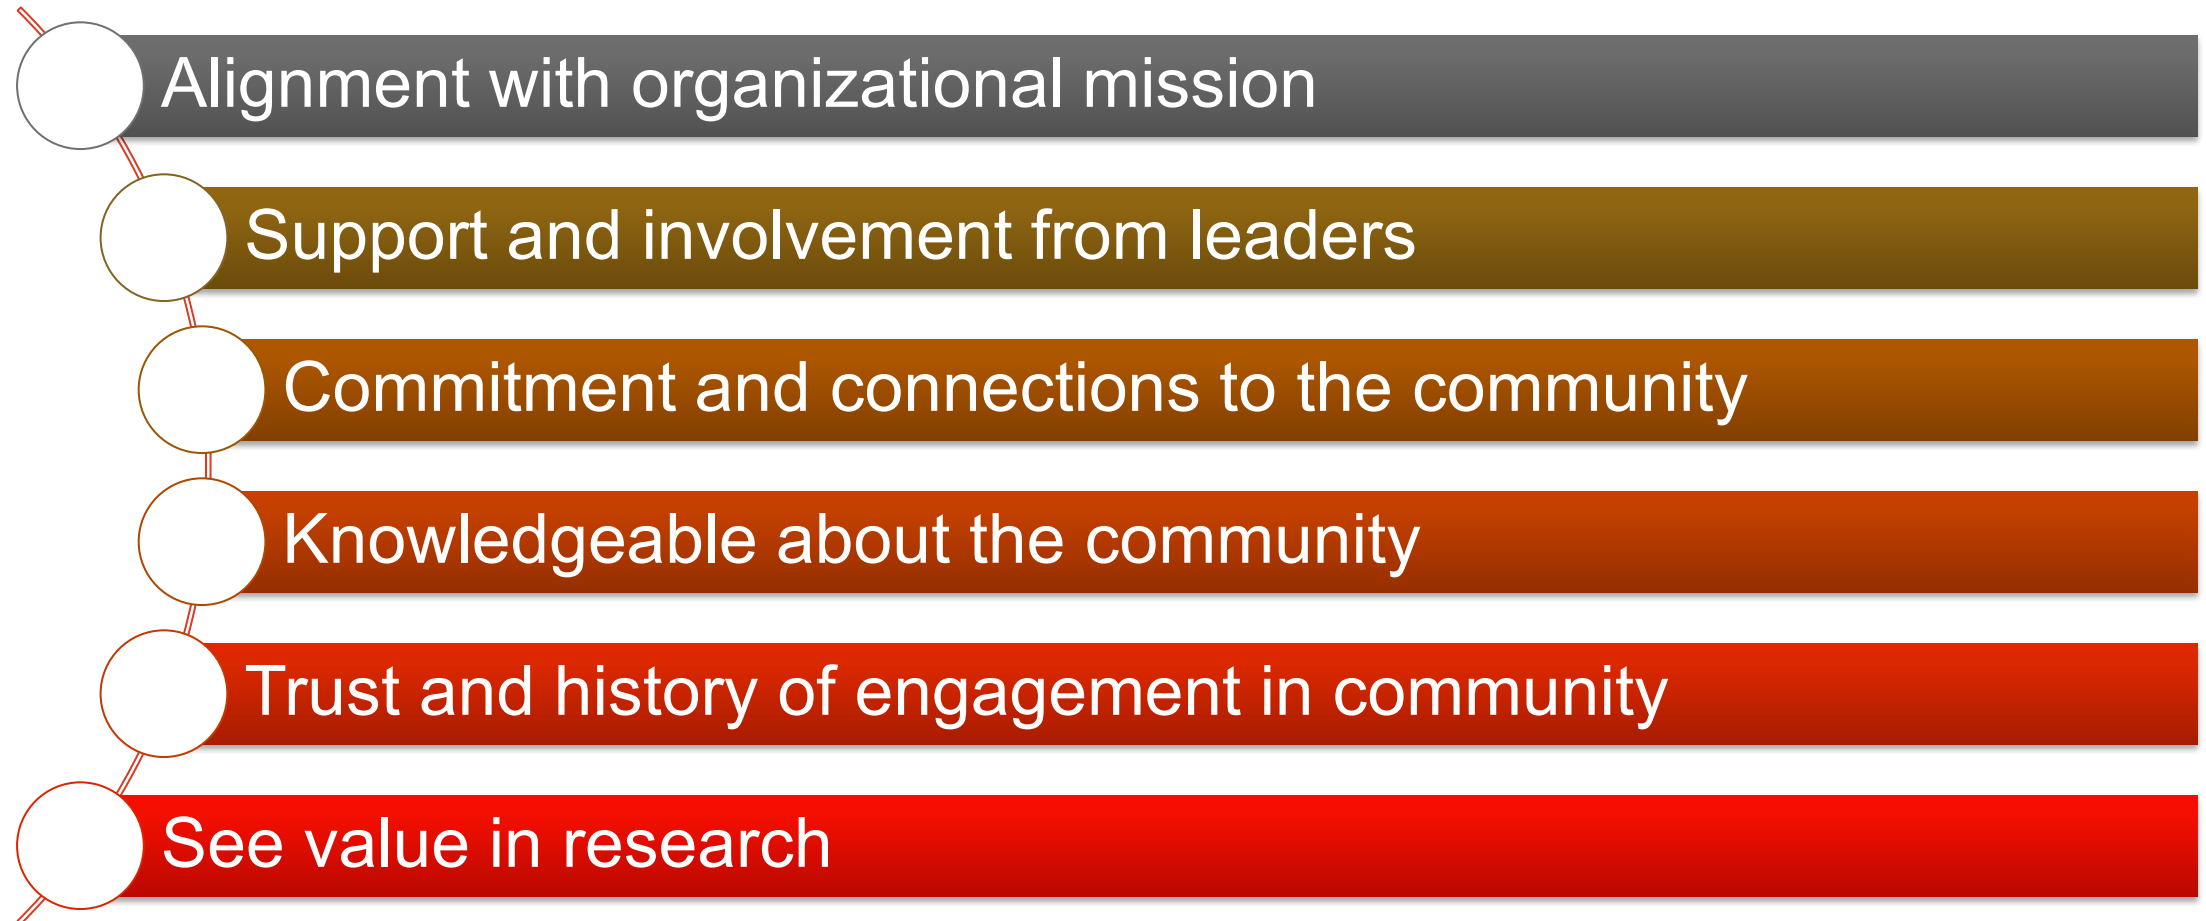 Alignment with organizational mission
Support and involvement from leaders
Commitment and connections to the community
Knowledgeable about the community
Trust and history of engagement in community
See value in research